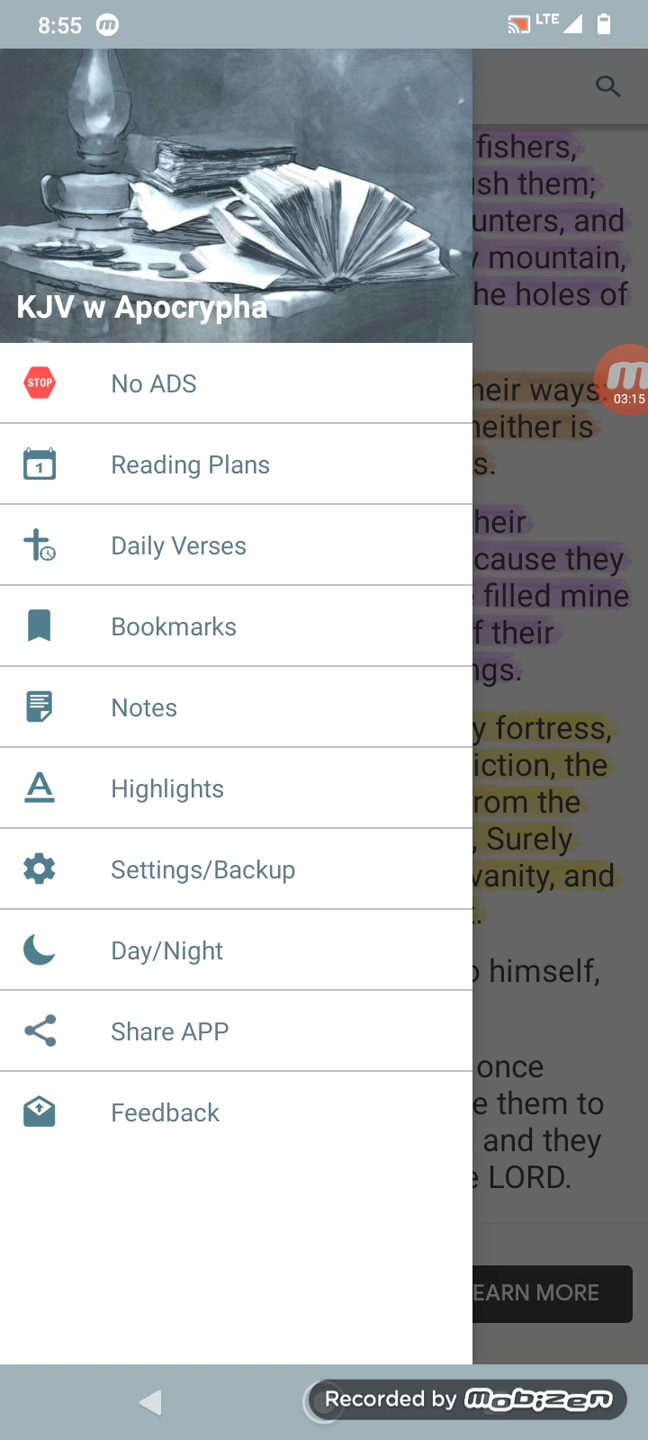 8:55 m
LTE
KJV w Apocrypha
STOP No ADS
1 Reading Plans
Daily Verses
Bookmarks
Notes
Highlights
Settings/Backup
Day/Night
Share APP
Feedback
fishers,
sh them;
unters, and
mountain,
he holes of
03:15
heir ways:
neither is
s.
heir
cause they
filled mine
f their
ngs.
y fortress,
iction, the
rom the
, Surely
vanity, and
himself,
once
e them to
and they
LORD.
EARN MORE
Recorded by mobizen